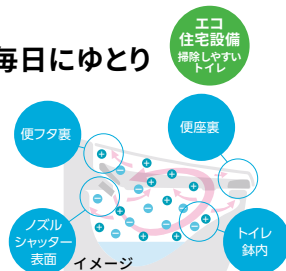 毎日にゆとり
エコ
住宅設備
掃除しやすい
トイレ
便フタ裏
便座裏
ノズル
シャッター
表面
トイレ
鉢内
イメージ